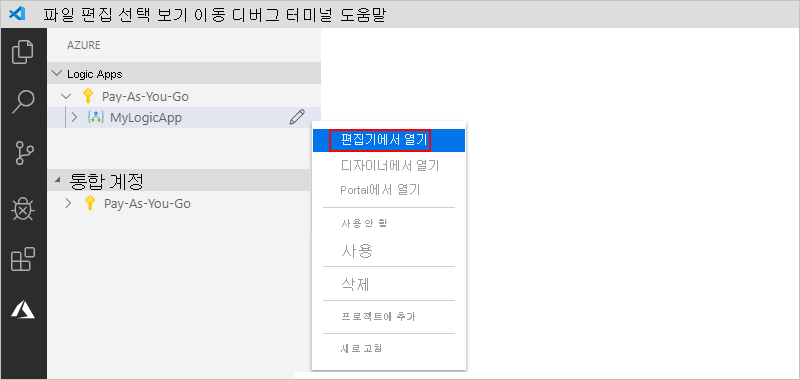 파일 편집 선택 보기 이동 디버그 터미널 도움말
AZURE
Logic Apps
Pay-As-You-Go
MyLogicApp
통합 계정
Pay-As-You-Go
편집기에서 열기
디자이너에서 열기
Portal에서 열기
사용 안 함
사용
삭제
프로젝트에 추가
새로 고침